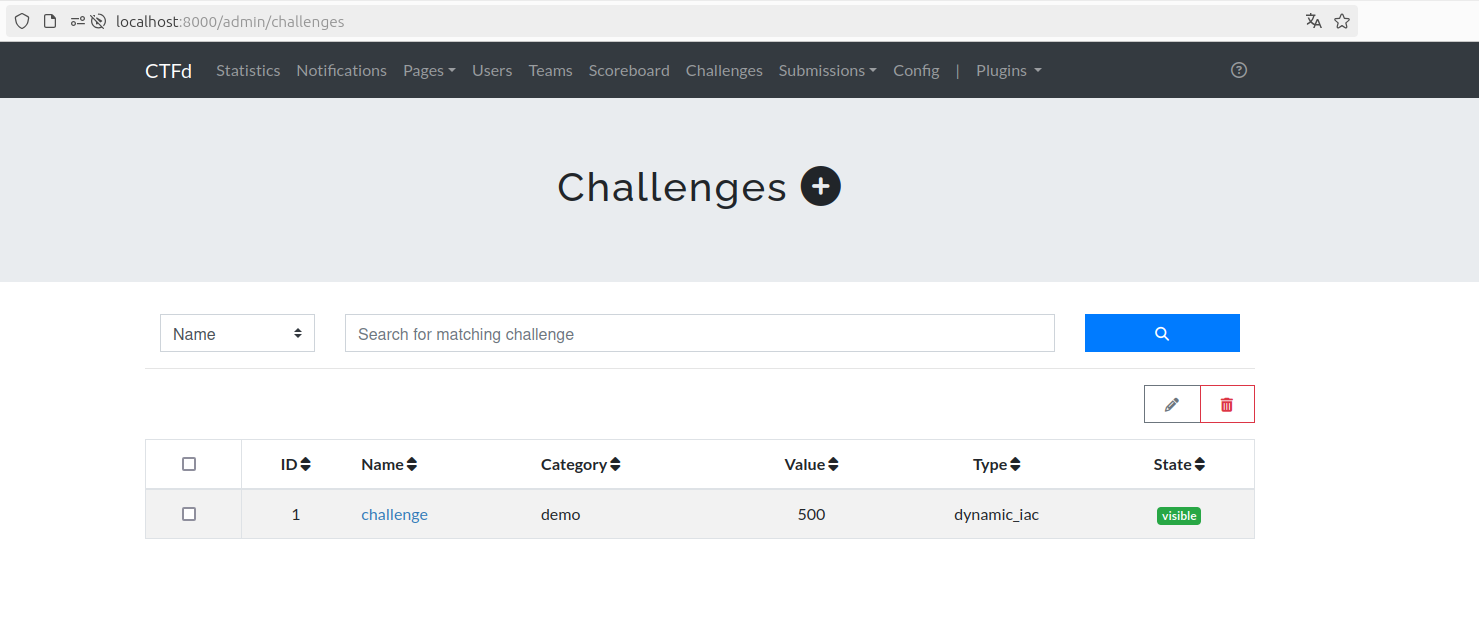 localhost:8000/admin/challenges
CTFd Statistics Notifications Pages Users Teams Scoreboard Challenges Submissions Config | Plugins
Challenges
Name Search for matching challenge
ID Name Category Value Type State
1 challenge demo 500 dynamic_iac visible